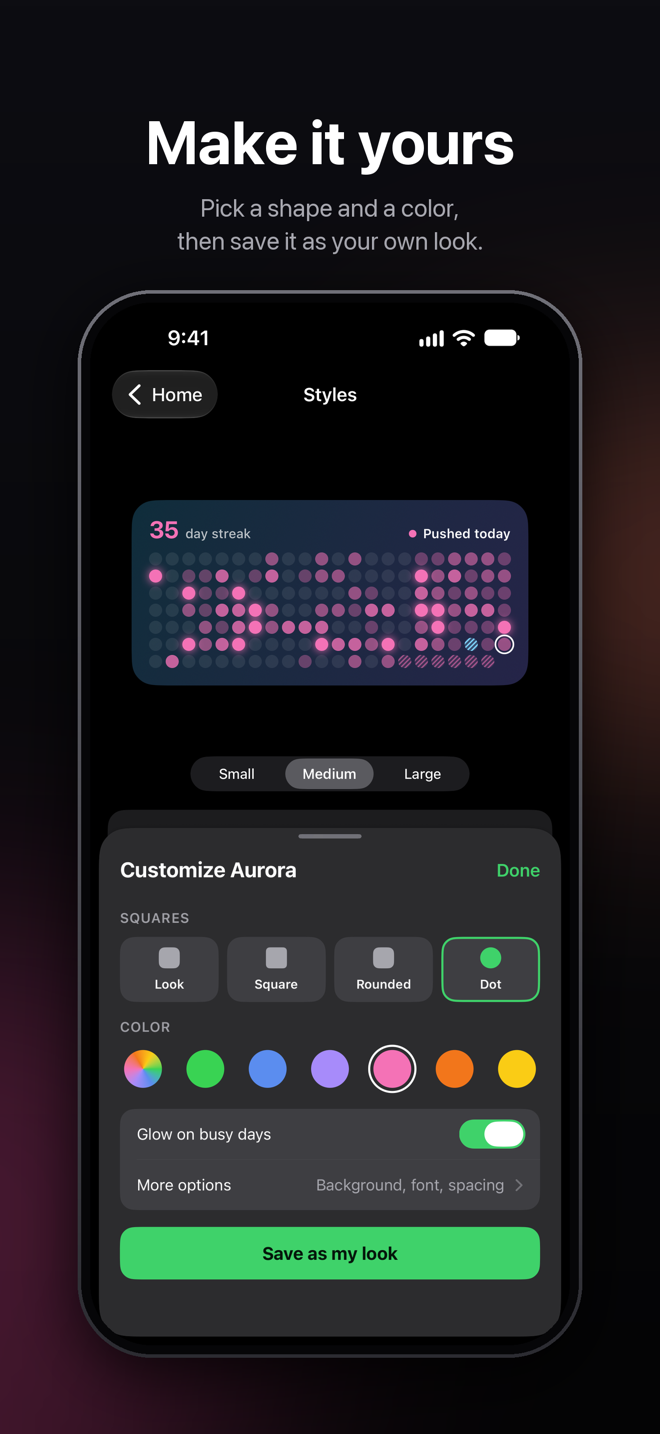 Make it yours
Pick a shape and a color,
then save it as your own look.
9:41
Home
Styles
35 day streak
Pushed today
Small
Medium
Large
Customize Aurora
Done
SQUARES
Look
Square
Rounded
Dot
COLOR
Glow on busy days
More options
Background, font, spacing
Save as my look